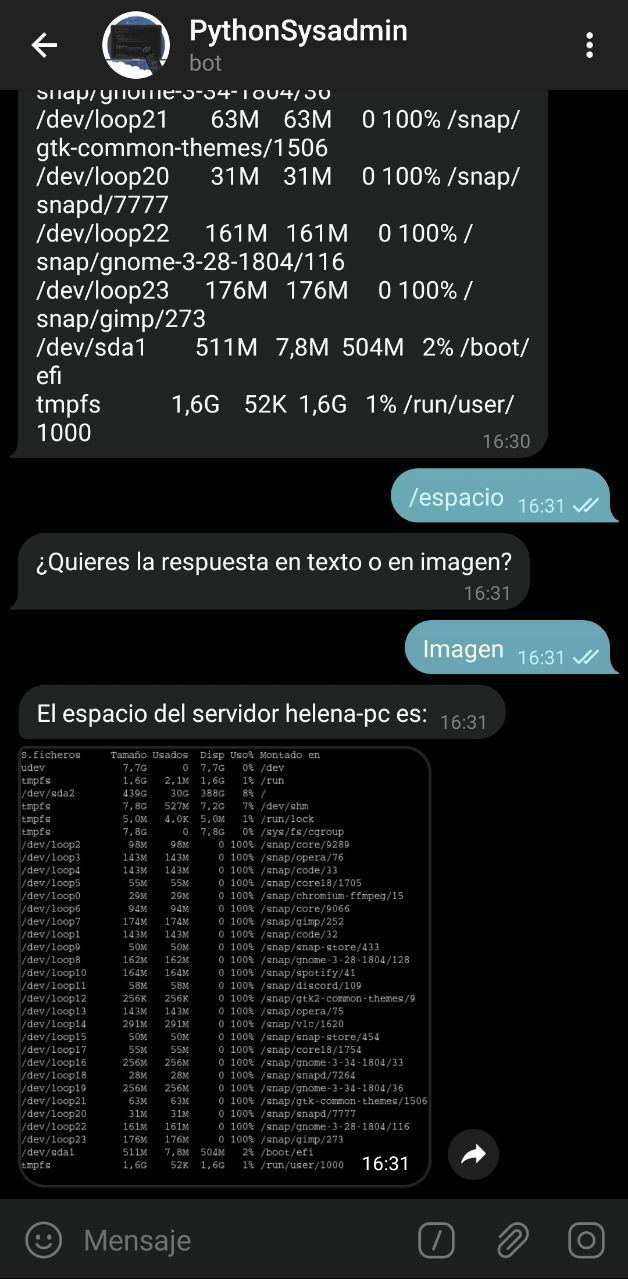 PythonSysadmin
bot
snap/gnome-3-34-1804/36
/dev/loop21 63M 63M 0 100% /snap/
gtk-common-themes/1506
/dev/loop20 31M 31M 0 100% /snap/
snapd/7777
/dev/loop22 161M 161M 0 100% /
snap/gnome-3-28-1804/116
/dev/loop23 176M 176M 0 100% /
snap/gimp/273
/dev/sda1 511M 7,8M 504M 2% /boot/
efi
tmpfs 1,6G 52K 1,6G 1% /run/user/
1000
16:30
/espacio 16:31
¿Quieres la respuesta en texto o en imagen?
16:31
Imagen 16:31
El espacio del servidor helena-pc es: 16:31
S.ficheros Tamaño Usados Disp Uso% Montado en
udev 7,7G 0 7,7G 0% /dev
tmpfs 1,6G 2,1M 1,6G 1% /run
/dev/sda2 439G 30G 388G 8% /
tmpfs 7,8G 527M 7,2G 7% /dev/shm
tmpfs 5,0M 4,0K 5,0M 1% /run/lock
tmpfs 7,8G 0 7,8G 0% /sys/fs/cgroup
/dev/loop2 98M 98M 0 100% /snap/core/9289
/dev/loop3 143M 143M 0 100% /snap/opera/76
/dev/loop4 143M 143M 0 100% /snap/code/33
/dev/loop5 55M 55M 0 100% /snap/core18/1705
/dev/loop0 29M 29M 0 100% /snap/chromium-ffmpeg/15
/dev/loop6 94M 94M 0 100% /snap/core/9066
/dev/loop7 174M 174M 0 100% /snap/gimp/252
/dev/loop1 143M 143M 0 100% /snap/code/32
/dev/loop9 50M 50M 0 100% /snap/snap-store/433
/dev/loop8 162M 162M 0 100% /snap/gnome-3-28-1804/128
/dev/loop10 164M 164M 0 100% /snap/spotify/41
/dev/loop11 58M 58M 0 100% /snap/discord/109
/dev/loop12 256K 256K 0 100% /snap/gtk2-common-themes/9
/dev/loop13 143M 143M 0 100% /snap/opera/75
/dev/loop14 291M 291M 0 100% /snap/vlc/1620
/dev/loop15 50M 50M 0 100% /snap/snap-store/454
/dev/loop17 55M 55M 0 100% /snap/core18/1754
/dev/loop16 256M 256M 0 100% /snap/gnome-3-34-1804/33
/dev/loop18 28M 28M 0 100% /snap/snapd/7264
/dev/loop19 256M 256M 0 100% /snap/gnome-3-34-1804/36
/dev/loop21 63M 63M 0 100% /snap/gtk-common-themes/1506
/dev/loop20 31M 31M 0 100% /snap/snapd/7777
/dev/loop22 161M 161M 0 100% /snap/gnome-3-28-1804/116
/dev/loop23 176M 176M 0 100% /snap/gimp/273
/dev/sda1 511M 7,8M 504M 2% /boot/efi
tmpfs 1,6G 52K 1,6G 1% /run/user/1000
16:31
Mensaje